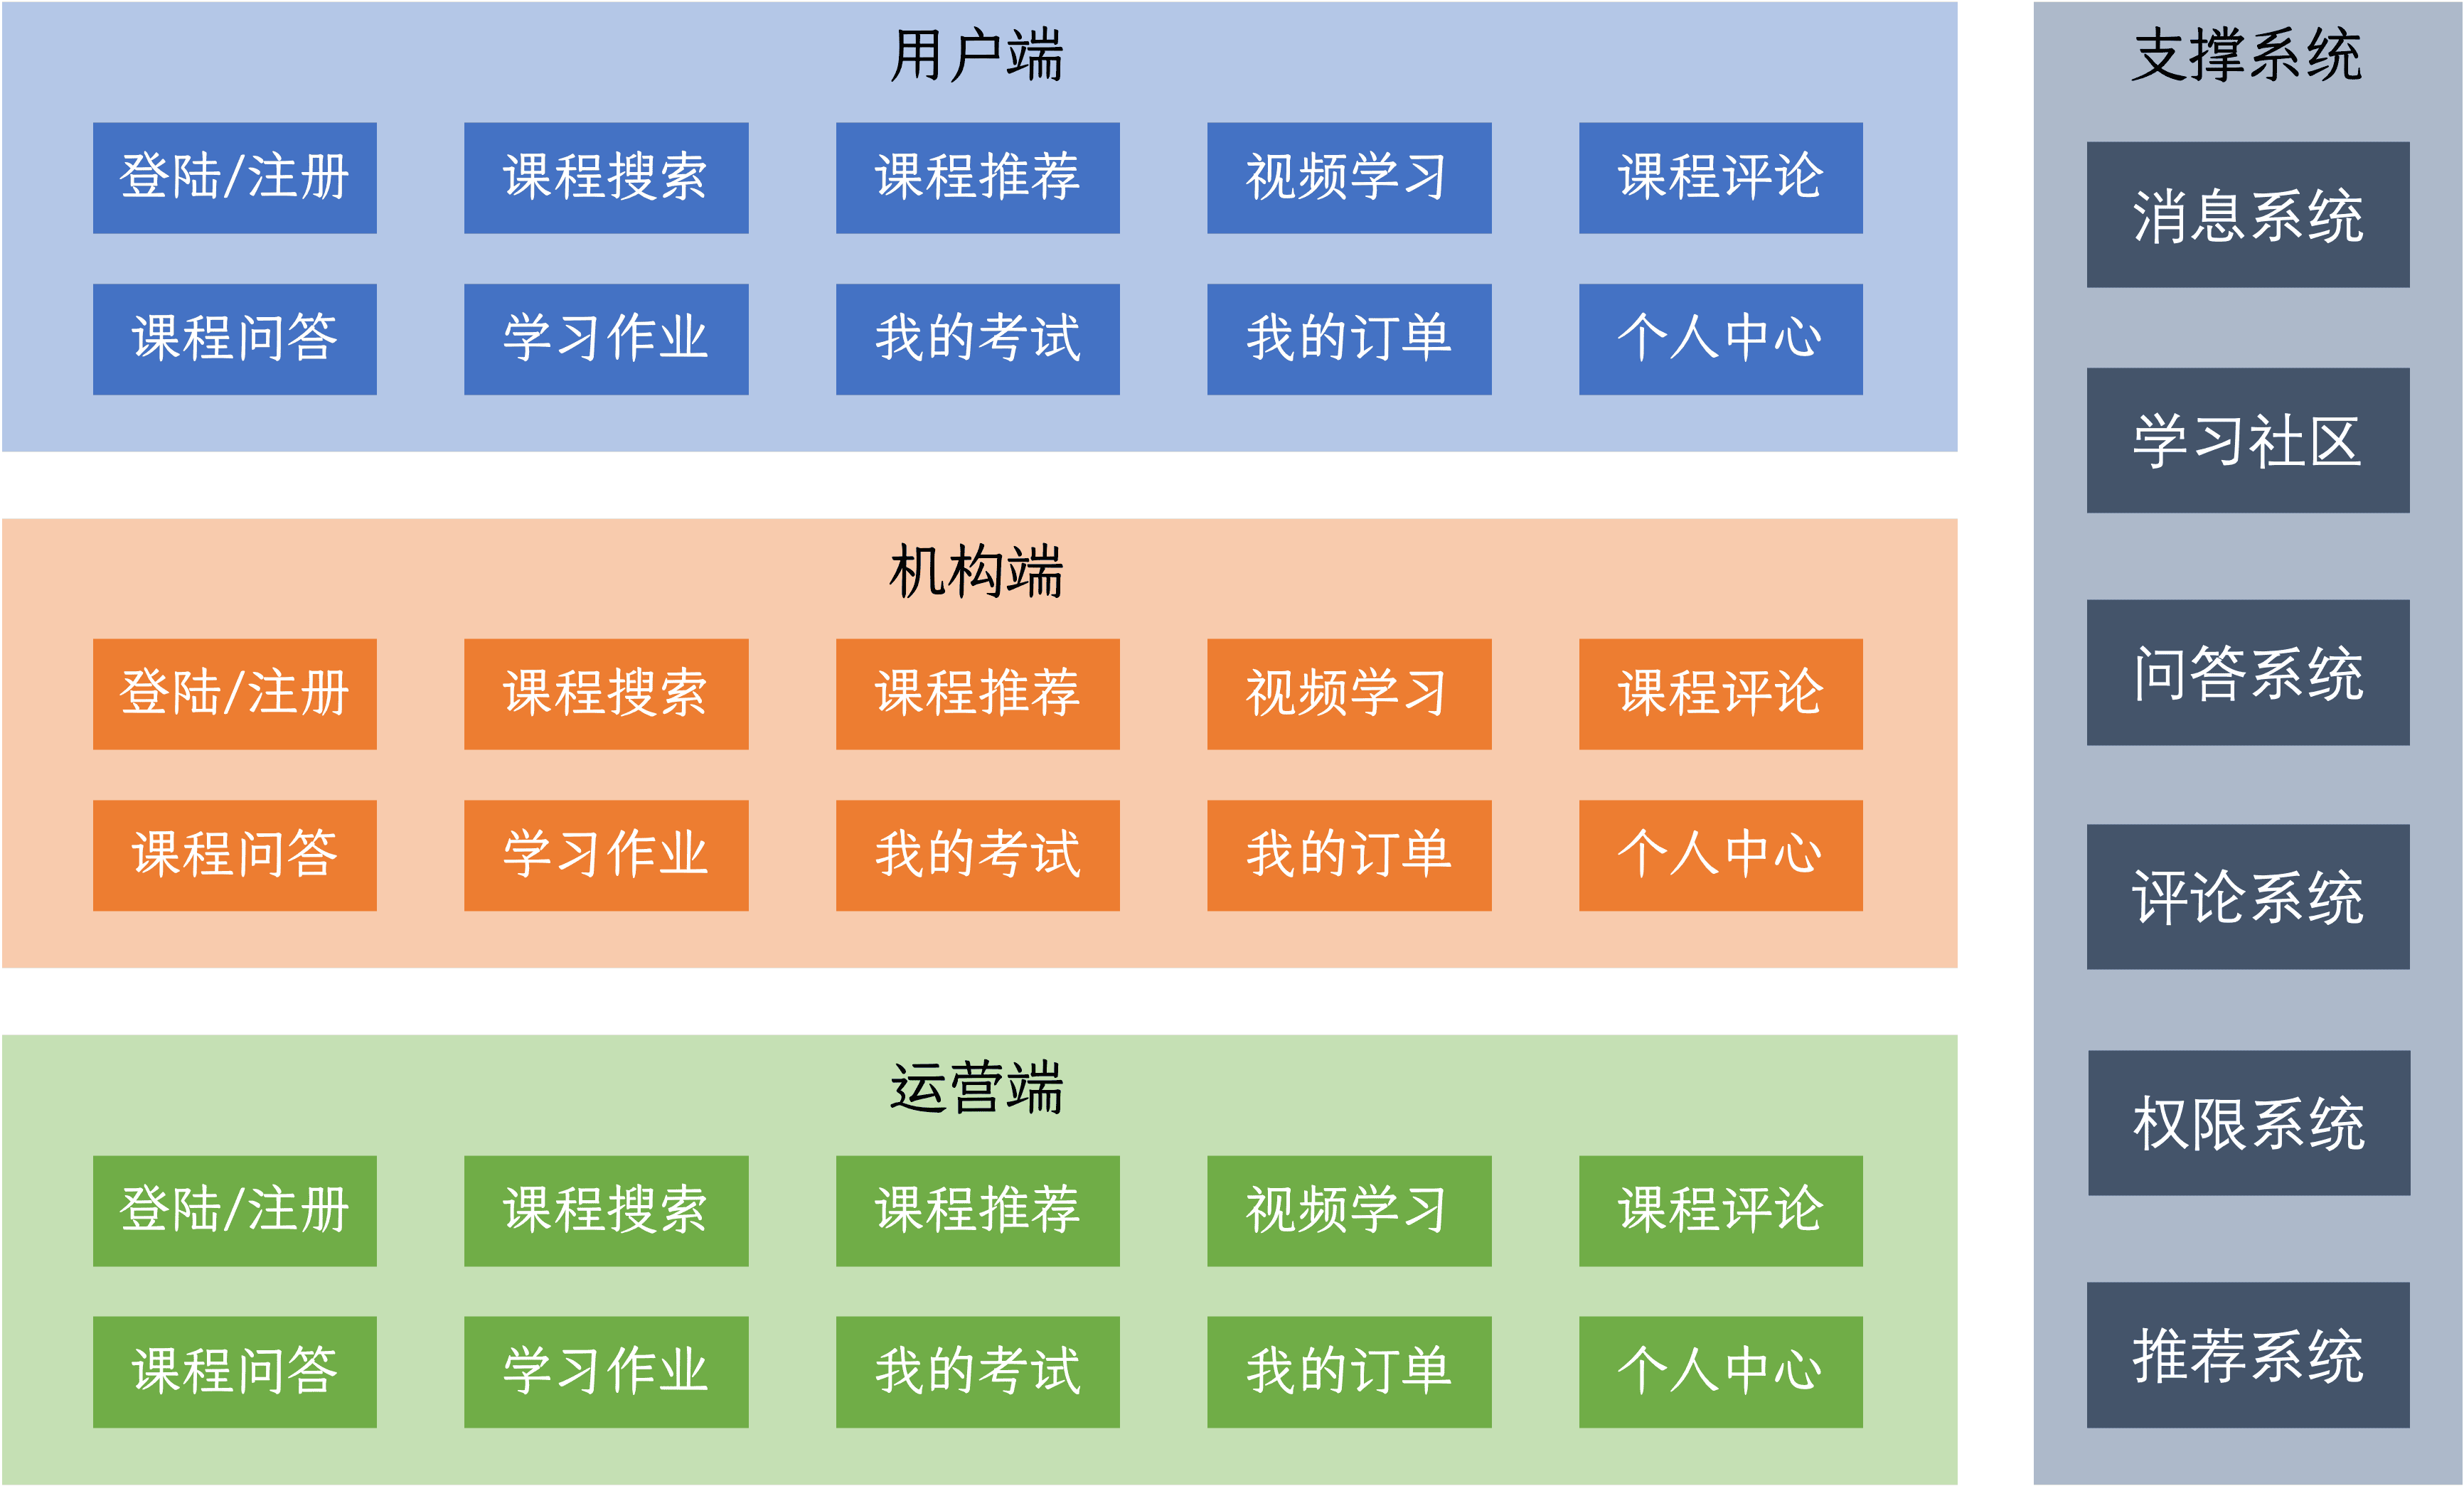 用户端
登陆/注册
课程搜索
课程推荐
视频学习
课程评论
课程问答
学习作业
我的考试
我的订单
个人中心
机构端
登陆/注册
课程搜索
课程推荐
视频学习
课程评论
课程问答
学习作业
我的考试
我的订单
个人中心
运营端
登陆/注册
课程搜索
课程推荐
视频学习
课程评论
课程问答
学习作业
我的考试
我的订单
个人中心
支撑系统
消息系统
学习社区
问答系统
评论系统
权限系统
推荐系统